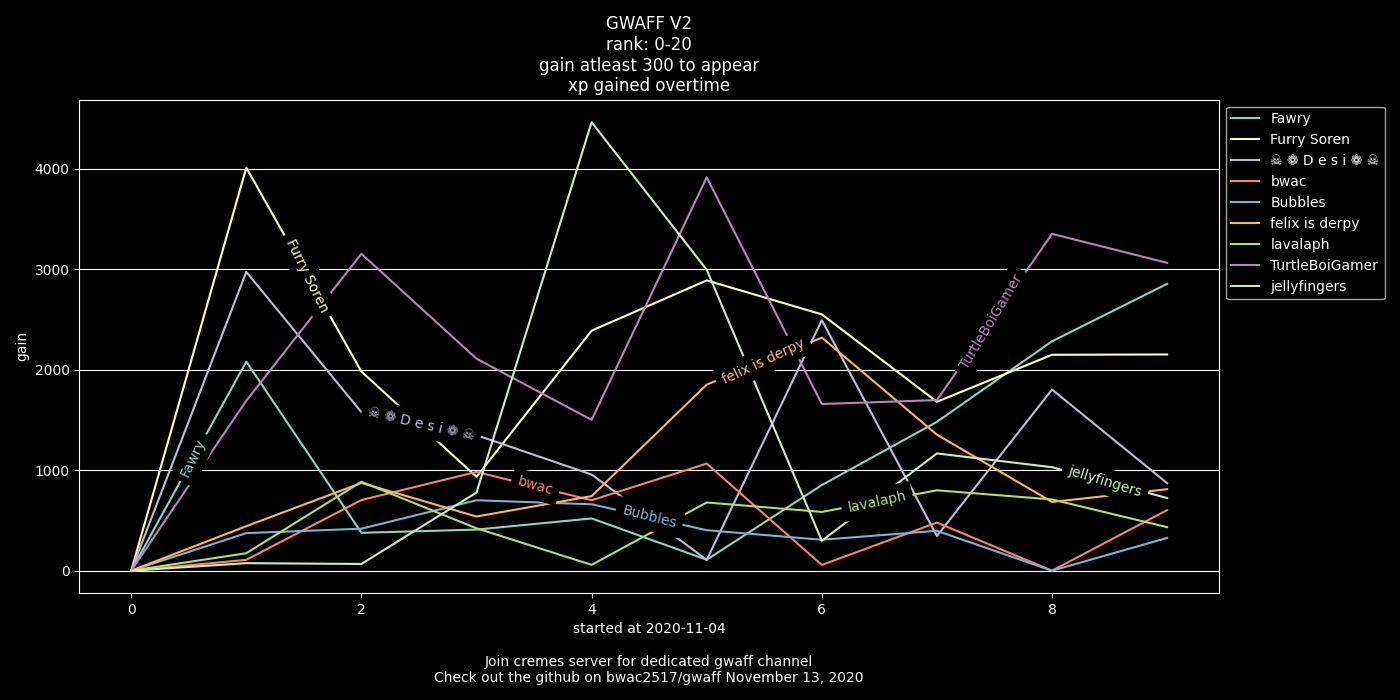 GWAFF V2
rank: 0-20
gain atleast 300 to appear
xp gained overtime
gain
4000
3000
2000
1000
0
0
2
4
6
8
Fawry
Furry Soren
☠ ❁ D e s i ❁ ☠
bwac
Bubbles
felix is derpy
lavalaph
TurtleBoiGamer
jellyfingers
Fawry
Furry Soren
☠ ❁ D e s i ❁ ☠
bwac
Bubbles
felix is derpy
lavalaph
TurtleBoiGamer
jellyfingers
started at 2020-11-04
Join cremes server for dedicated gwaff channel
Check out the github on bwac2517/gwaff November 13, 2020